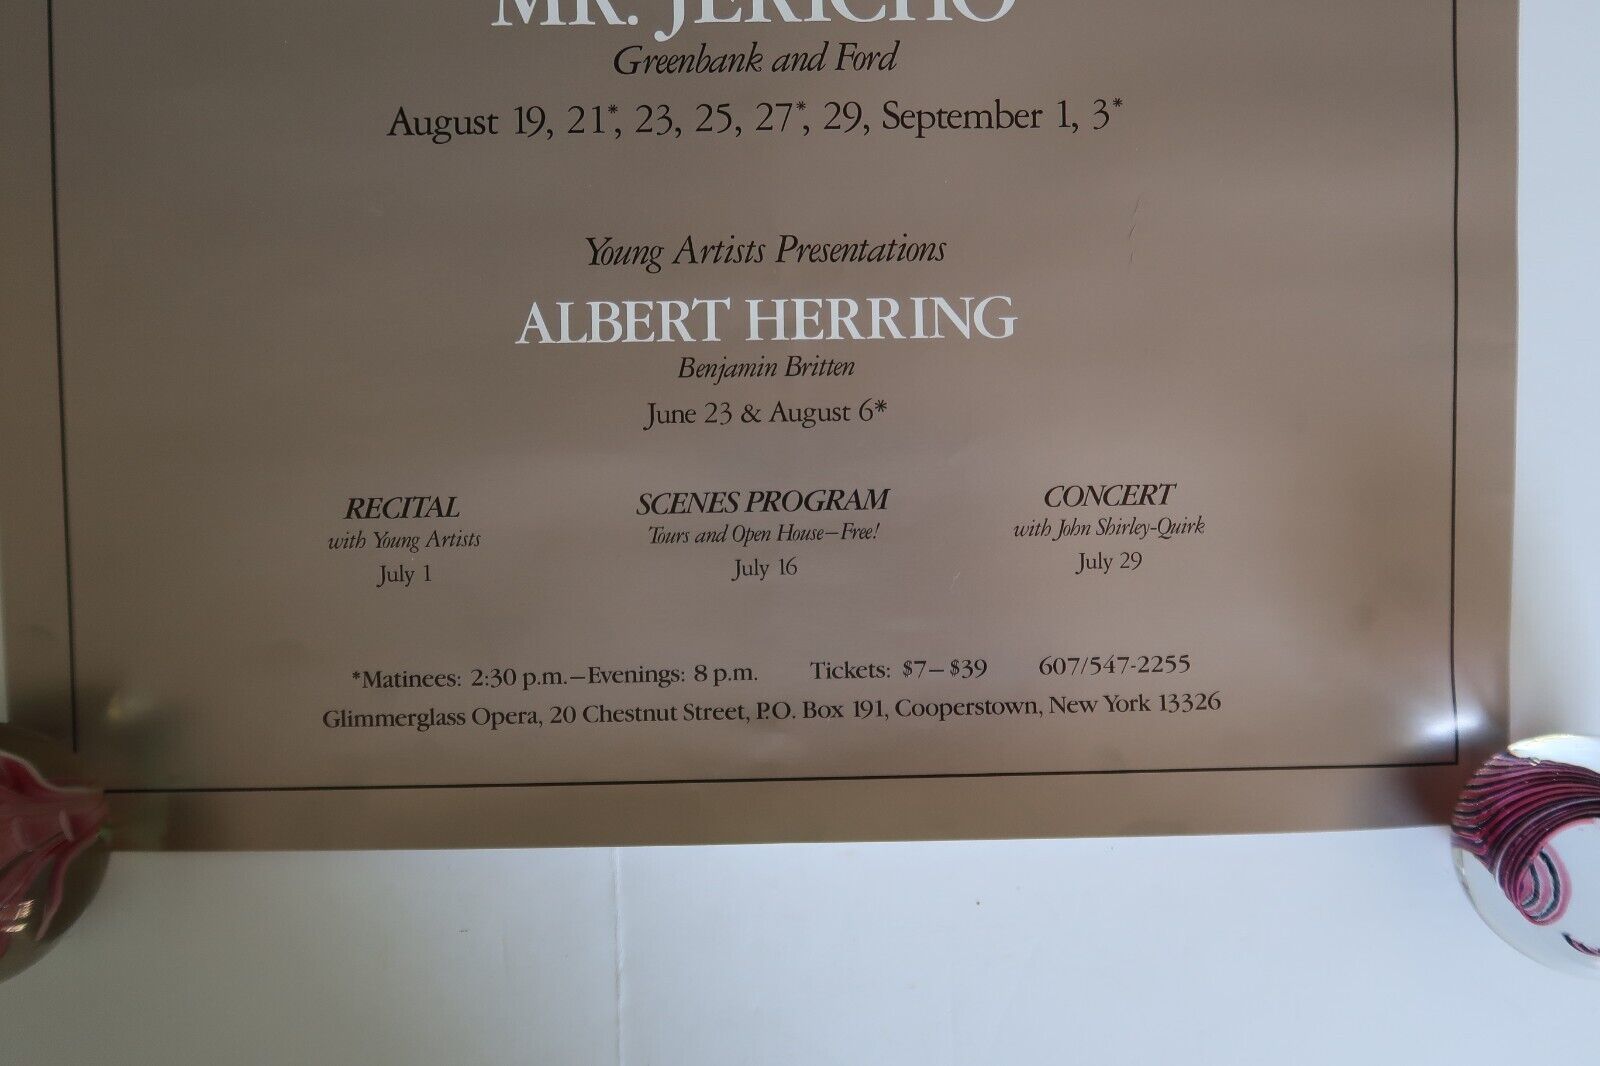 MR. JERICHO
Greenbank and Ford
August 19, 21*, 23, 25, 27*, 29, September 1, 3*
Young Artists Presentations
ALBERT HERRING
Benjamin Britten
June 23 & August 6*
RECITAL
with Young Artists
July 1
SCENES PROGRAM
Tours and Open House—Free!
July 16
CONCERT
with John Shirley-Quirk
July 29
*Matinees: 2:30 p.m.—Evenings: 8 p.m. Tickets: $7—$39 607/547-2255
Glimmerglass Opera, 20 Chestnut Street, P.O. Box 191, Cooperstown, New York 13326